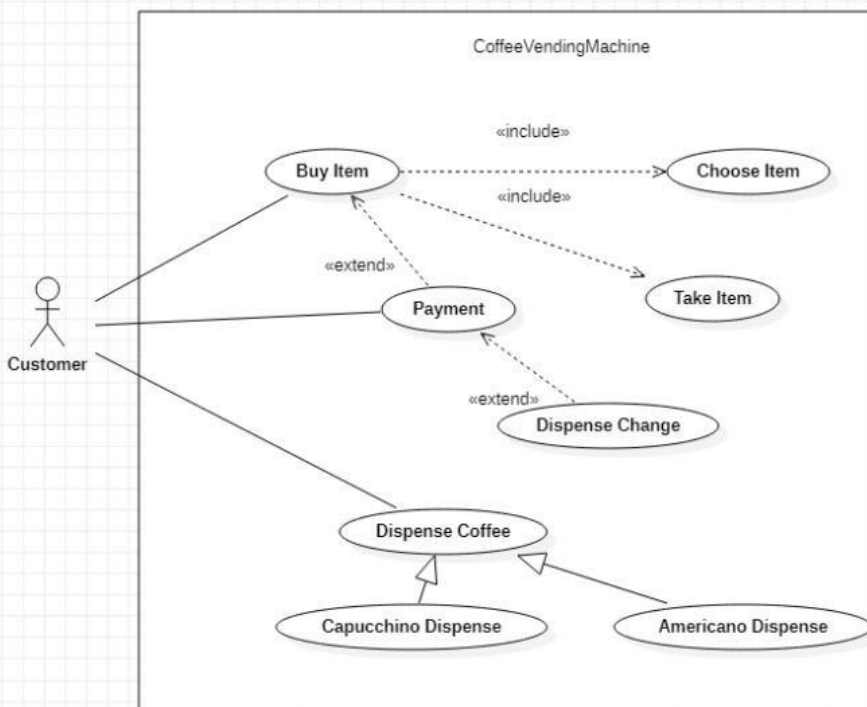 CoffeeVendingMachine
«include»
Buy Item
Choose Item
«include»
«extend»
Take Item
Payment
Customer
«extend»
Dispense Change
Dispense Coffee
Capucchino Dispense
Americano Dispense